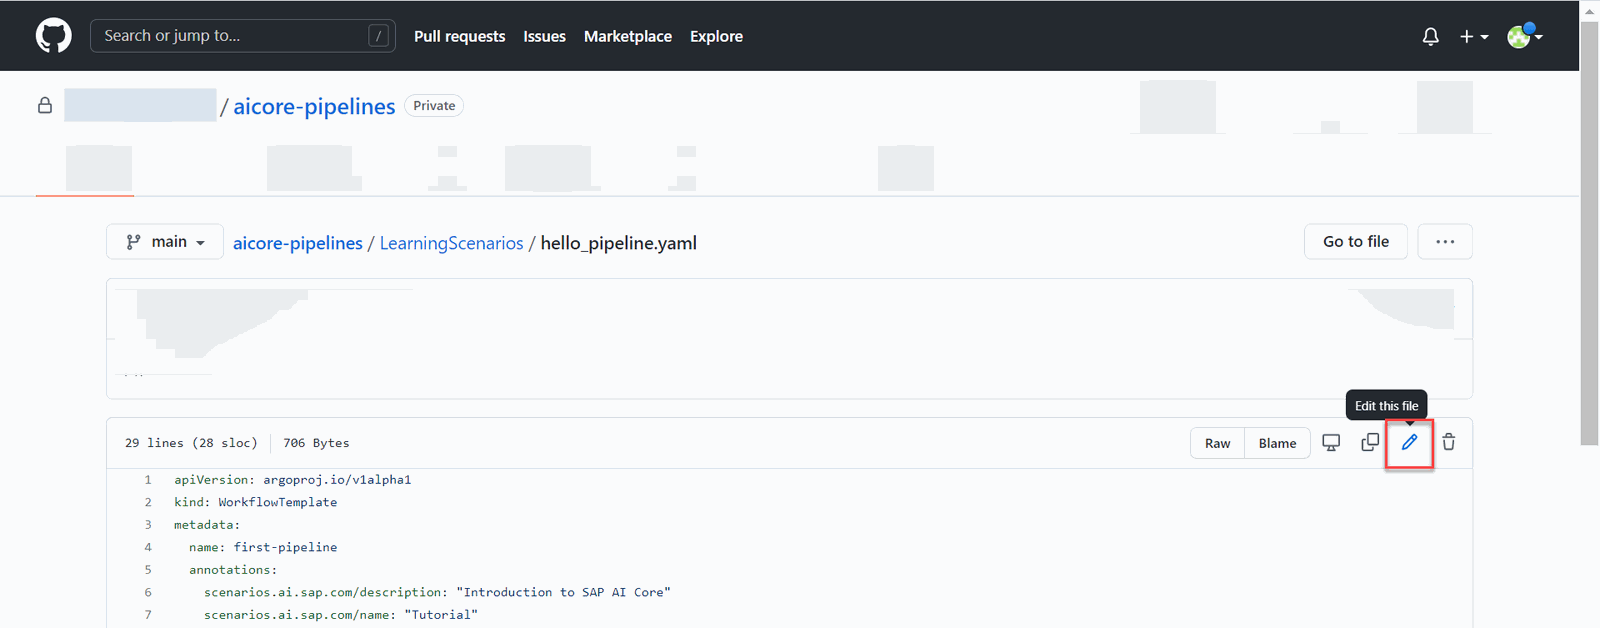 Search or jump to... / Pull requests Issues Marketplace Explore
/ aicore-pipelines Private
main aicore-pipelines / LearningScenarios / hello_pipeline.yaml Go to file ...
Edit this file
29 lines (28 sloc) 706 Bytes Raw Blame
1 apiVersion: argoproj.io/v1alpha1
2 kind: WorkflowTemplate
3 metadata:
4 name: first-pipeline
5 annotations:
6 scenarios.ai.sap.com/description: "Introduction to SAP AI Core"
7 scenarios.ai.sap.com/name: "Tutorial"